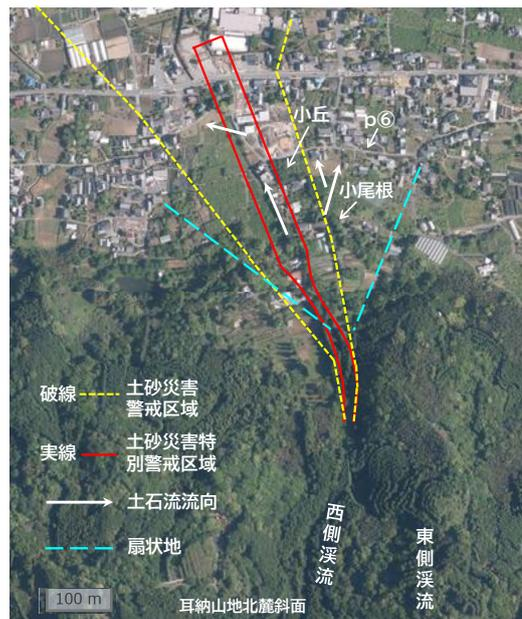 小丘
p⑥
小尾根
破線
土砂災害
警戒区域
実線
土砂災害特
別警戒区域
土石流流向
扇状地
西側渓流
東側渓流
100 m
耳納山地北麓斜面